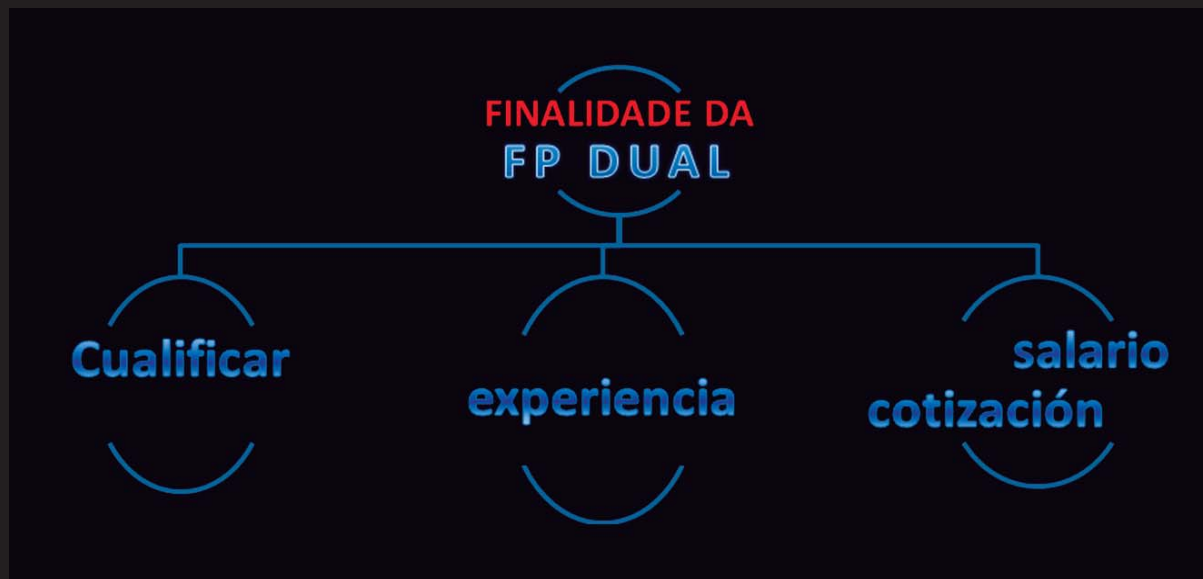 FINALIDADE DA
FP DUAL
Cualificar
experiencia
salario
cotización